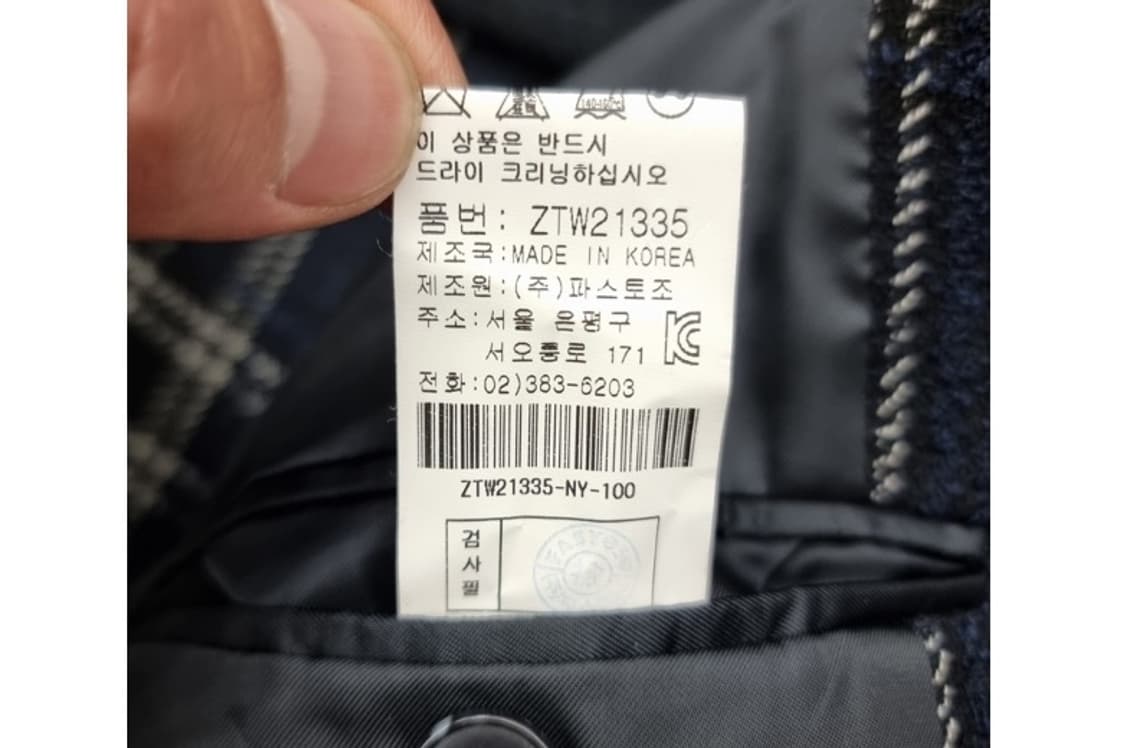 이 상품은 반드시
드라이 크리닝하십시오
품번: ZTW21335
제조국:MADE IN KOREA
제조원:(주)파스토조
주소:서울 은평구
서오릉로 171
전화:02)383-6203
ZTW21335-NY-100
검
사
필